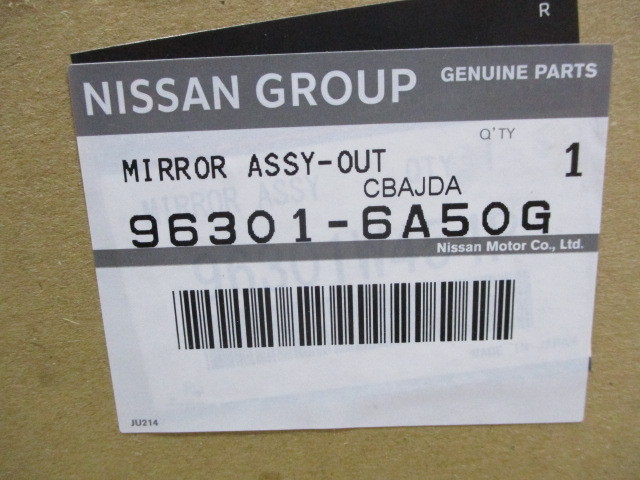 R
NISSAN GROUP
GENUINE PARTS
Q'TY
MIRROR ASSY-OUT
1
CBAJDA
96301-6A50G
Nissan Motor Co., Ltd.
JU214